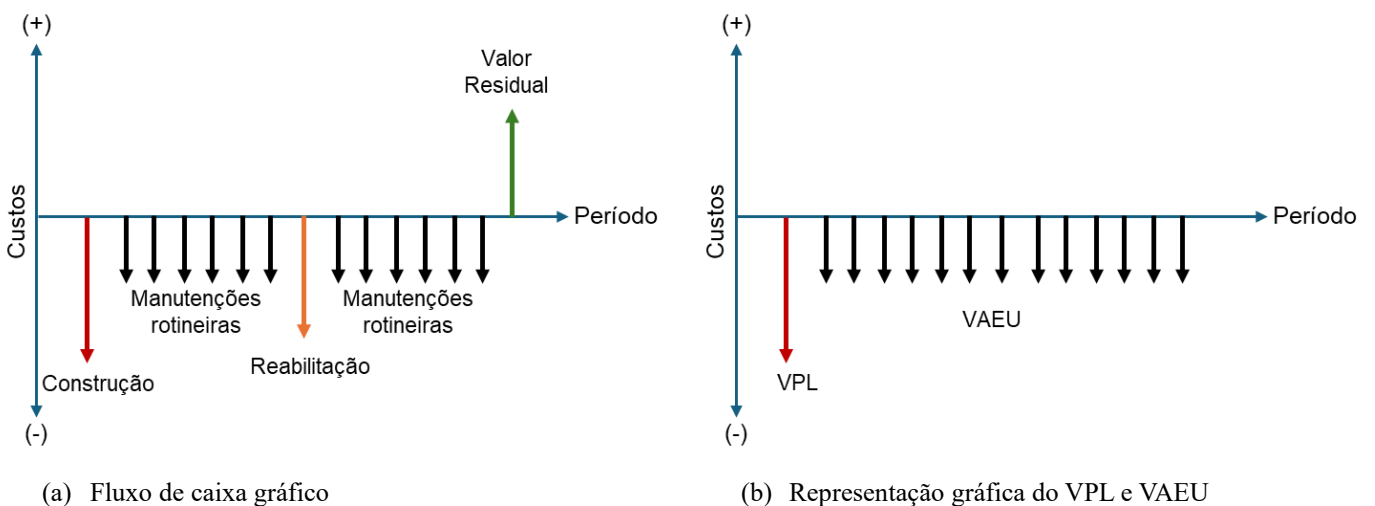 (+)
Custos
(-)
Valor
Residual
Período
Manutenções
rotineiras
Manutenções
rotineiras
Reabilitação
Construção
(a) Fluxo de caixa gráfico
(+)
Custos
(-)
Período
VAEU
VPL
(b) Representação gráfica do VPL e VAEU